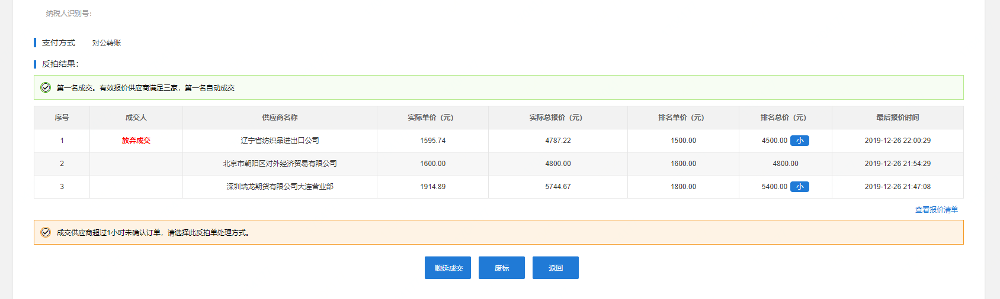 纳税人识别号：
支付方式 对公转账
反拍结果：
第一名成交。有效报价供应商满足三家，第一名自动成交
序号 成交人 供应商名称 实际单价（元） 实际总报价（元） 排名单价（元） 排名总价（元） 最后报价时间
1 放弃成交 辽宁省纺织品进出口公司 1595.74 4787.22 1500.00 4500.00 小 2019-12-26 22:00:29
2 北京市朝阳区对外经济贸易有限公司 1600.00 4800.00 1600.00 4800.00 2019-12-26 21:54:29
3 深圳瑞龙期货有限公司大连营业部 1914.89 5744.67 1800.00 5400.00 小 2019-12-26 21:47:08
查看报价清单
成交供应商超过1小时未确认订单，请选择此反拍单处理方式。
顺延成交 废标 返回